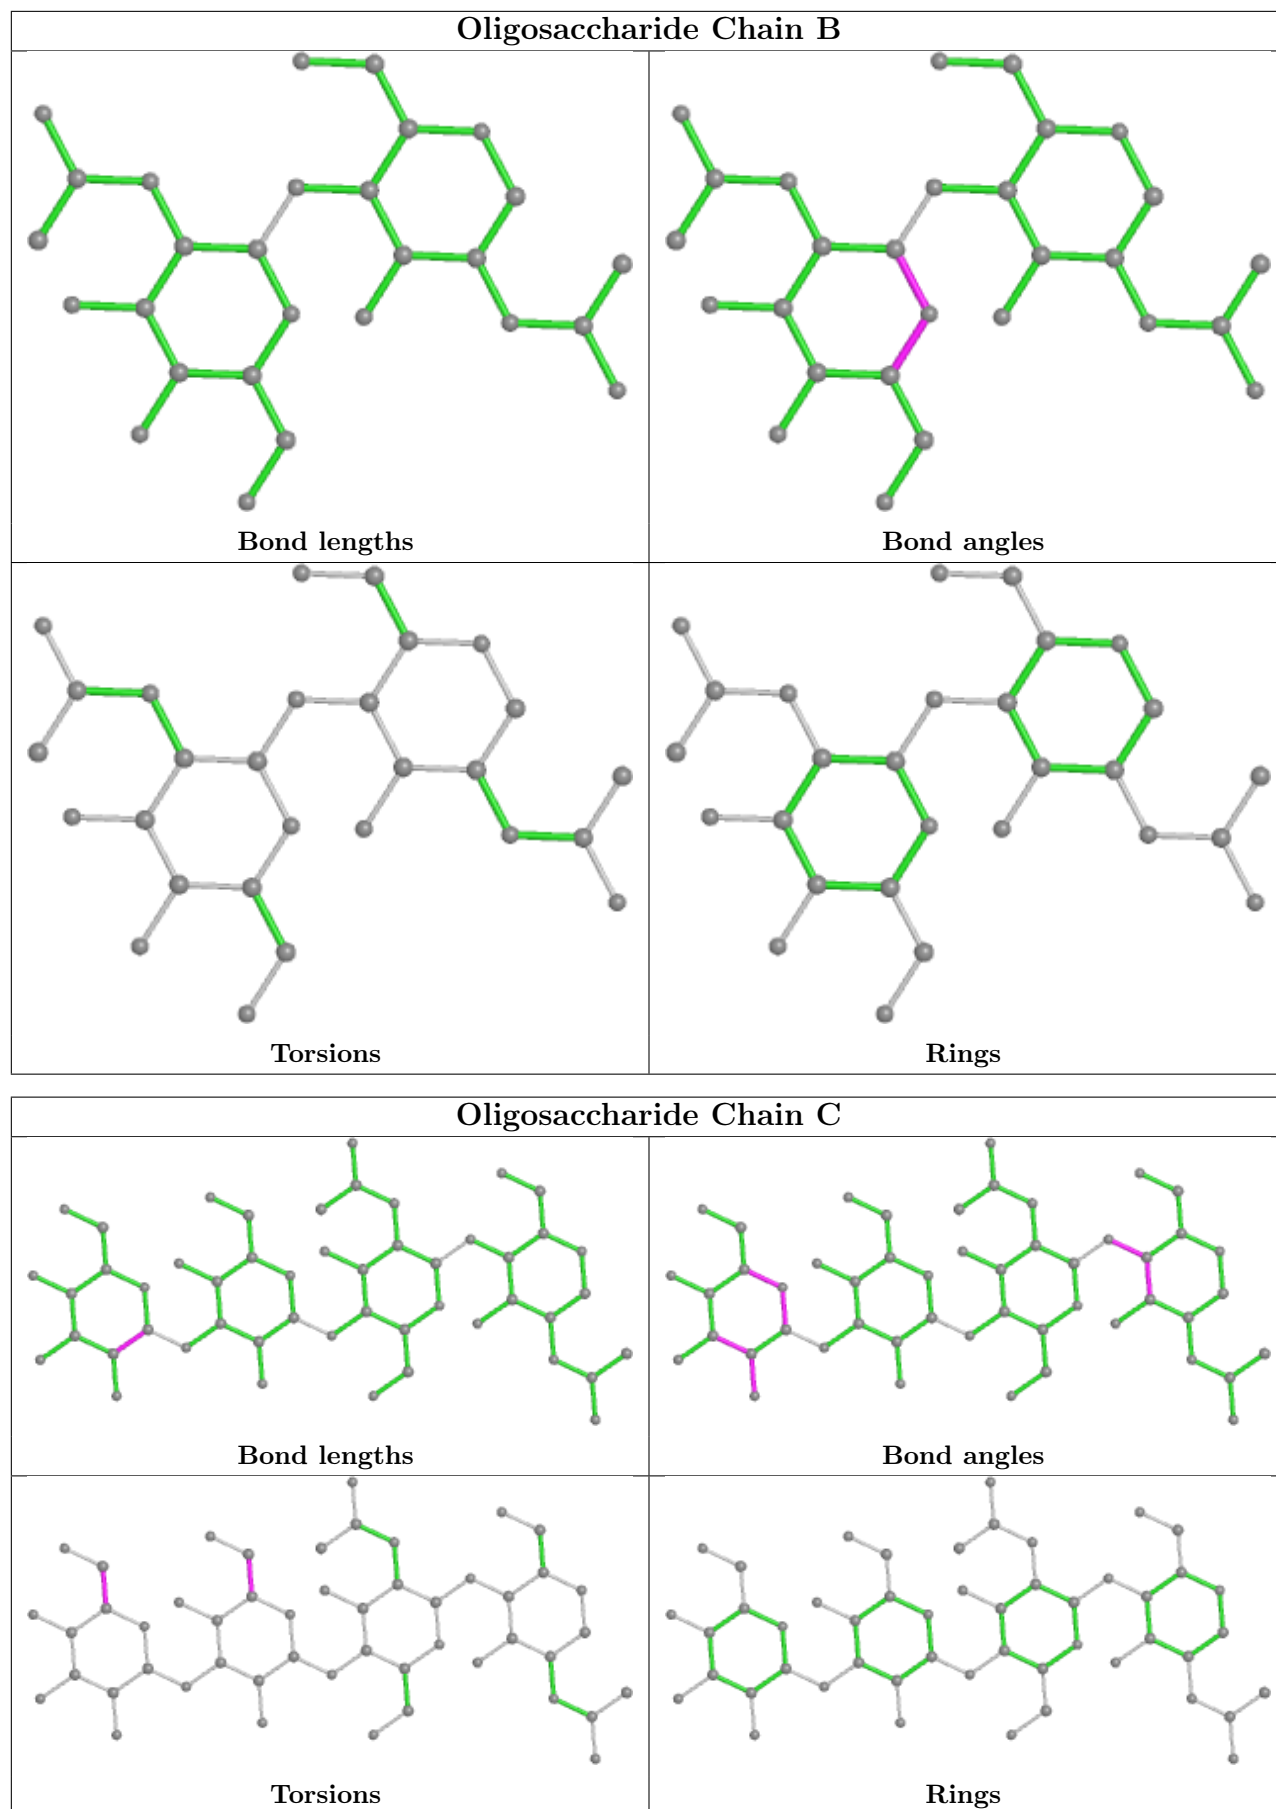 Oligosaccharide Chain B
Bond lengths
Bond angles
Torsions
Rings
Oligosaccharide Chain C
Bond lengths
Bond angles
Torsions
Rings